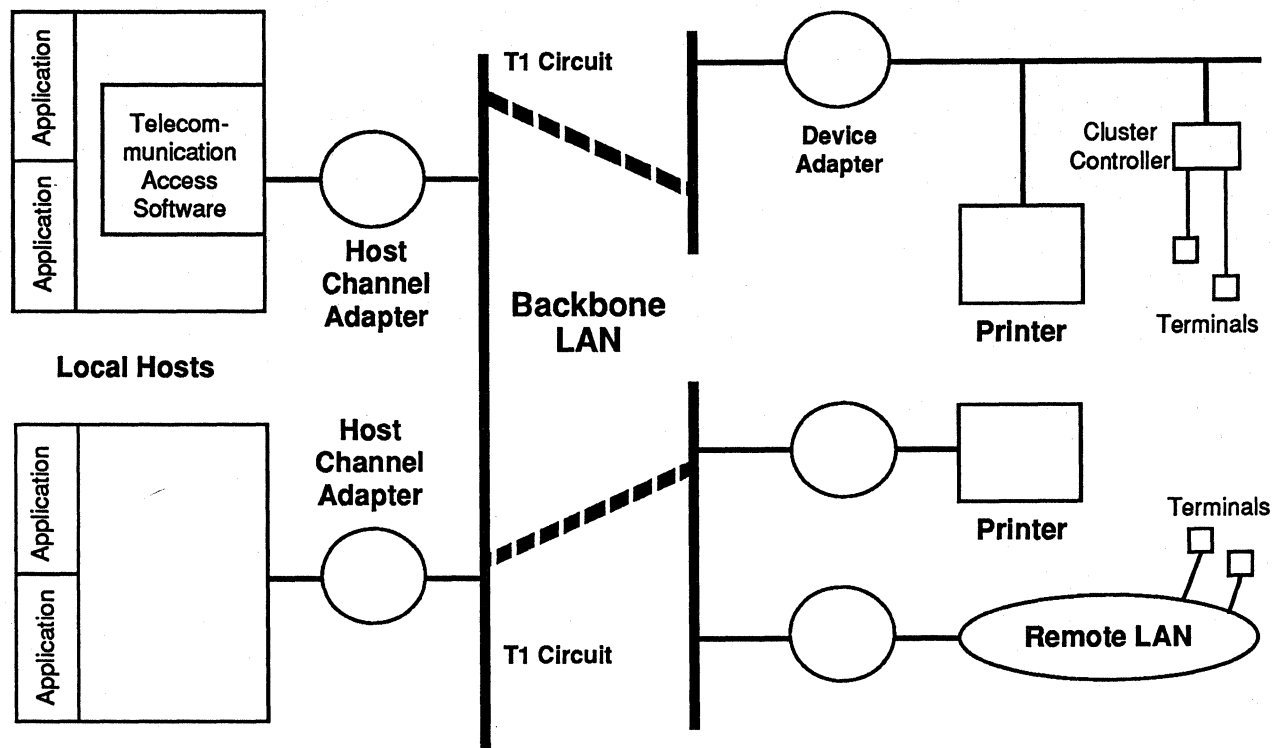 Application
Application
Telecom-
munication
Access
Software
Host
Channel
Adapter
Local Hosts
Application
Application
Host
Channel
Adapter
T1 Circuit
Backbone
LAN
T1 Circuit
Device
Adapter
Cluster
Controller
Printer
Terminals
Printer
Terminals
Remote LAN